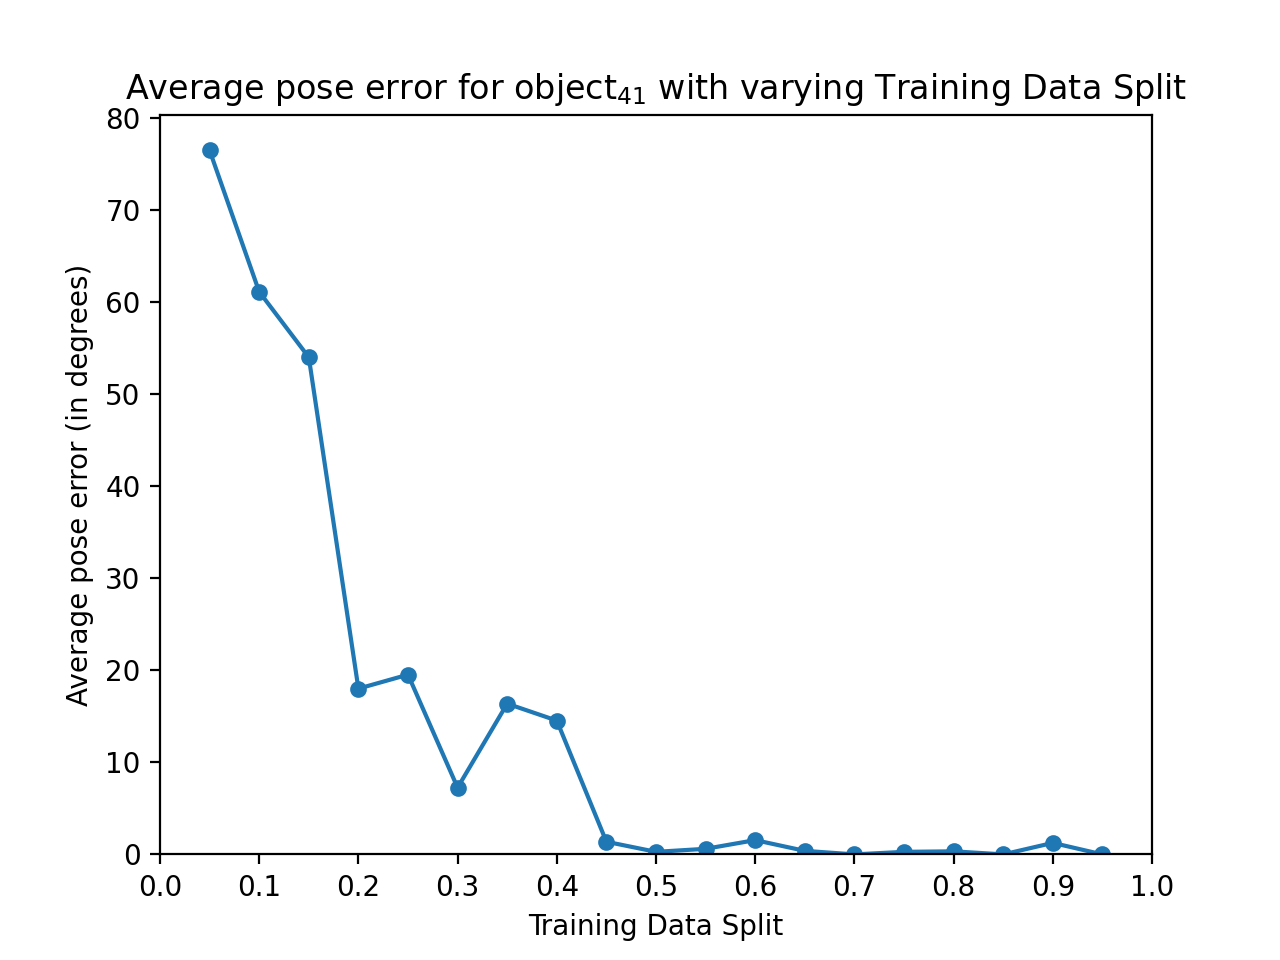 Average pose error for object₄₁ with varying Training Data Split
80
70
60
50
40
30
20
10
0
Average pose error (in degrees)
0.0 0.1 0.2 0.3 0.4 0.5 0.6 0.7 0.8 0.9 1.0
Training Data Split